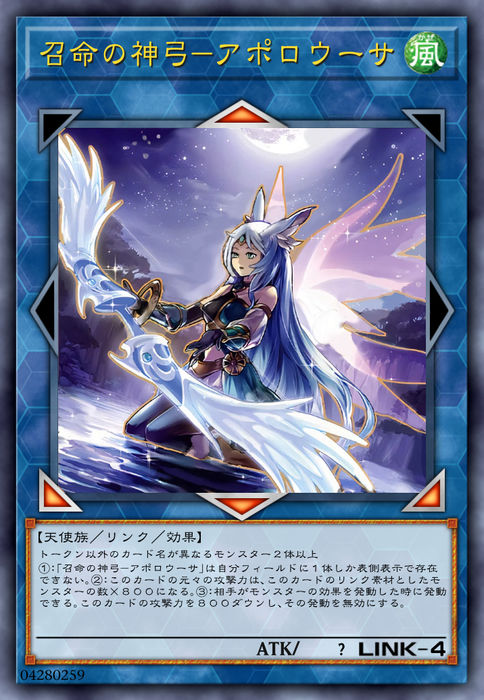 召命の神弓-アポロウーサ
かぜ
風
【天使族／リンク／効果】
トークン以外のカード名が異なるモンスター2体以上
①:「召命の神弓-アポロウーサ」は自分フィールドに１体しか表側表示で存在
できない。②:このカードの元々の攻撃力は、このカードのリンク素材とした
モンスターの数×８００になる。③:相手がモンスターの効果を発動した時に発動
できる。このカードの攻撃力を８００ダウンし、その発動を無効にする。
ATK/ ? LINK-4
04280259